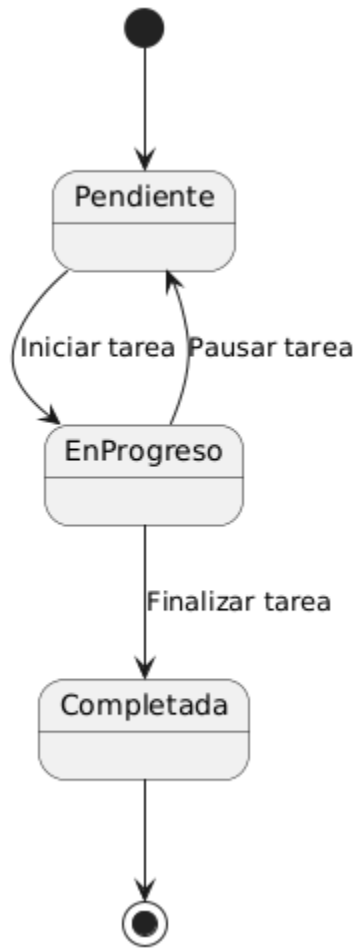 Pendiente
Iniciar tarea
Pausar tarea
EnProgreso
Finalizar tarea
Completada